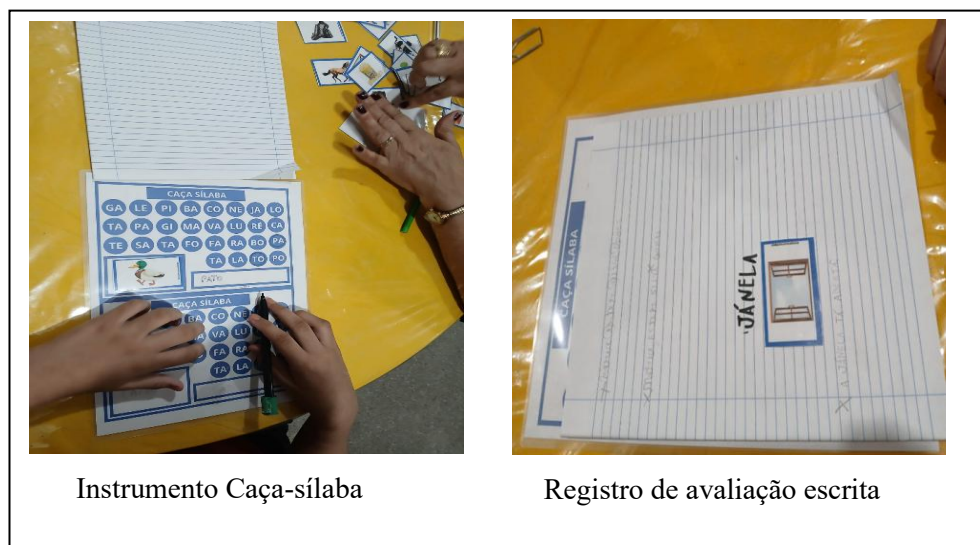 CAÇA SÍLABA
GA LE PI BA CO NE JA LO
TA PA GI MA VA LU RE CA
TE SA TA FO FA RA BO PA
TA LA TO PO
PATO
CAÇA SÍLABA
BA CO NE
VA LU
FA RA
TA LA
CAÇA SÍLABA
JÁNELA
A JANELA TÁ
Instrumento Caça-sílaba
Registro de avaliação escrita